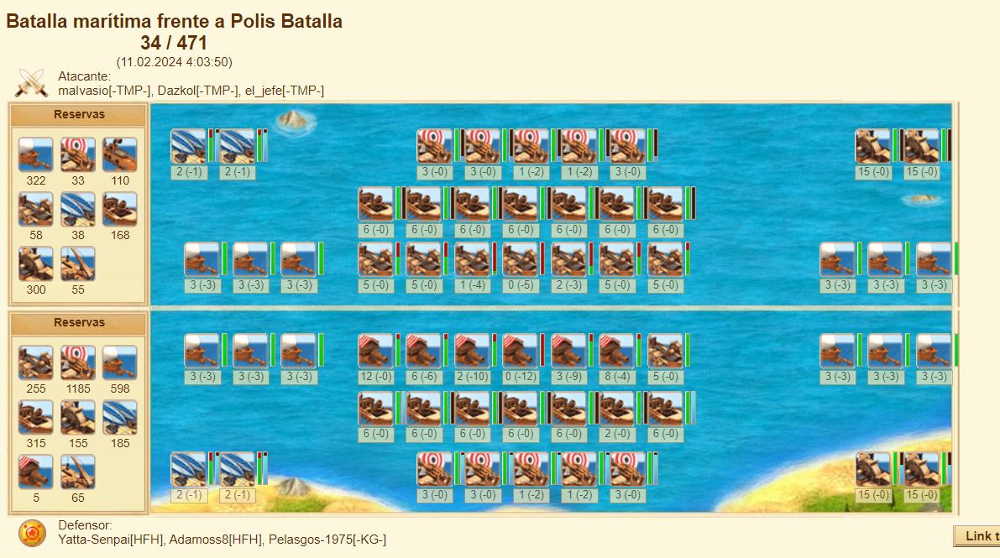 Batalla marítima frente a Polis Batalla
34 / 471
(11.02.2024 4:03:50)
Atacante:
malvasio[-TMP-], Dazkol[-TMP-], el_jefe[-TMP-]
Reservas
322 33 110
58 38 168
300 55
2 (-1) 2 (-1) 3 (-0) 3 (-0) 1 (-2) 1 (-2) 3 (-0) 15 (-0) 15 (-0)
6 (-0) 6 (-0) 6 (-0) 6 (-0) 6 (-0) 6 (-0) 6 (-0)
3 (-3) 3 (-3) 3 (-3) 5 (-0) 5 (-0) 1 (-4) 0 (-5) 2 (-3) 5 (-0) 5 (-0) 3 (-3) 3 (-3) 3 (-3)
Reservas
255 1185 598
315 155 185
5 65
3 (-3) 3 (-3) 3 (-3) 12 (-0) 6 (-6) 2 (-10) 0 (-12) 3 (-9) 8 (-4) 5 (-0) 3 (-3) 3 (-3) 3 (-3)
6 (-0) 6 (-0) 6 (-0) 6 (-0) 6 (-0) 2 (-0) 6 (-0)
2 (-1) 2 (-1) 3 (-0) 3 (-0) 1 (-2) 1 (-2) 3 (-0) 15 (-0) 15 (-0)
Defensor:
Yatta-Senpai[HFH], Adamoss8[HFH], Pelasgos-1975[-KG-]
Link t